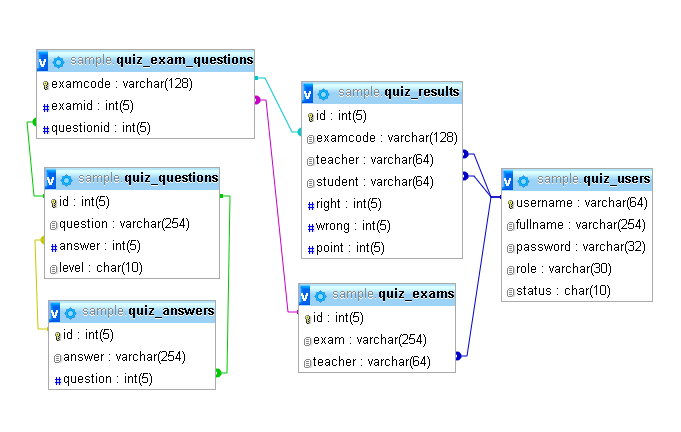 v sample quiz_exam_questions
examcode : varchar(128)
# examid : int(5)
# questionid : int(5)
v sample quiz_questions
id : int(5)
question : varchar(254)
# answer : int(5)
level : char(10)
v sample quiz_answers
id : int(5)
answer : varchar(254)
# question : int(5)
v sample quiz_results
id : int(5)
examcode : varchar(128)
teacher : varchar(64)
student : varchar(64)
# right : int(5)
# wrong : int(5)
# point : int(5)
v sample quiz_exams
id : int(5)
exam : varchar(254)
teacher : varchar(64)
v sample quiz_users
username : varchar(64)
fullname : varchar(254)
password : varchar(32)
role : varchar(30)
status : char(10)